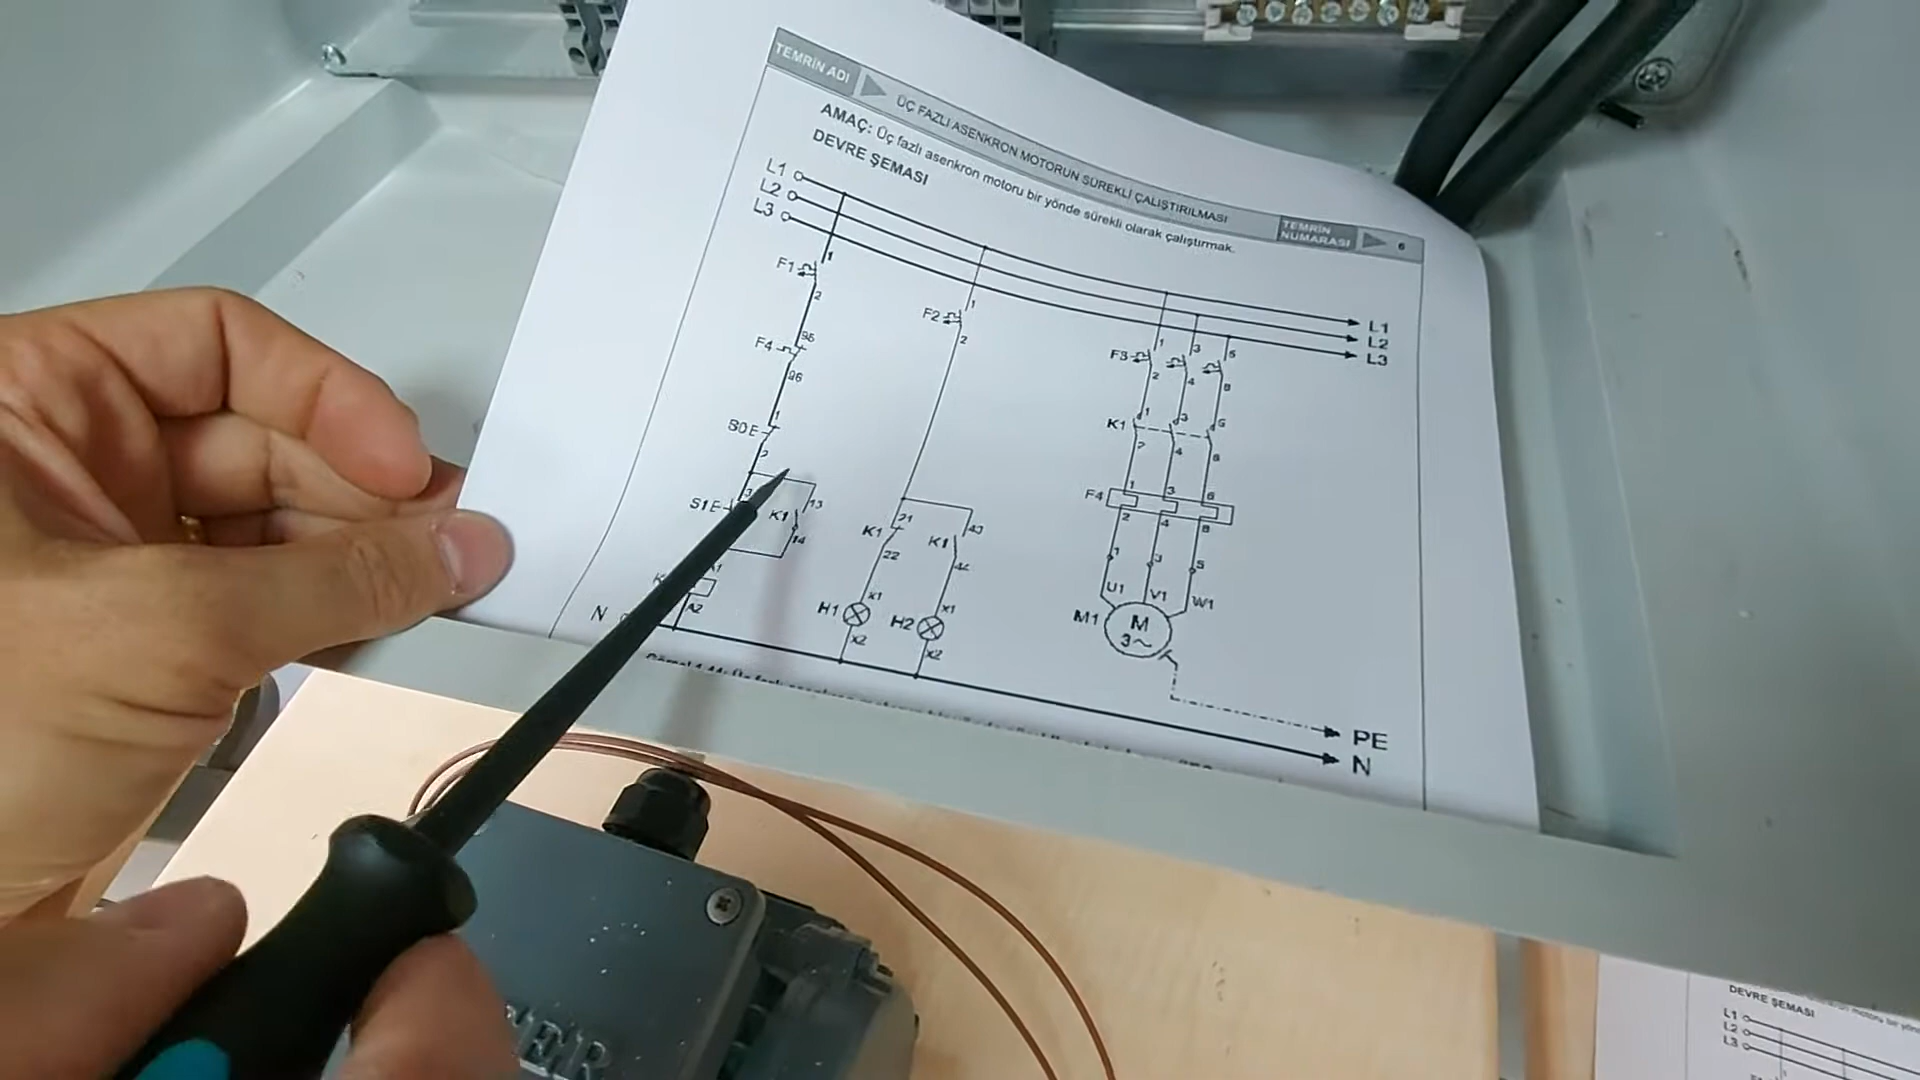 TEMRİN ADI
ÜÇ FAZLI ASENKRON MOTORUN SÜREKLİ ÇALIŞTIRILMASI
TEMRİN NUMARASI
6
AMAÇ: Üç fazlı asenkron motoru bir yönde sürekli olarak çalıştırmak.
DEVRE ŞEMASI
L1
L2
L3
L1
L2
L3
F1
1
2
F4
95
96
S0 E
1
2
S1 E
3
K1
13
14
A1
A2
N
F2
1
2
K1
21
22
K1
43
44
H1
x1
x2
H2
x1
x2
F3
1
3
5
2
4
6
K1
1
3
5
2
4
6
F4
1
3
5
2
4
6
1
3
5
U1
V1
W1
M1
M
3~
PE
N
DEVRE ŞEMASI
L1
L2
L3